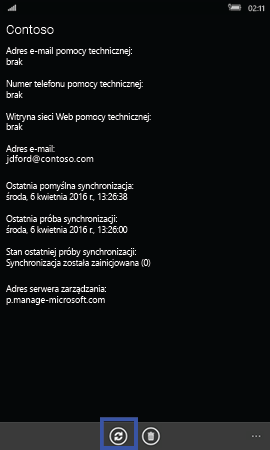 02:11
Contoso
Adres e-mail pomocy technicznej:
brak
Numer telefonu pomocy technicznej:
brak
Witryna sieci Web pomocy technicznej:
brak
Adres e-mail:
jdford@contoso.com
Ostatnia pomyślna synchronizacja:
środa, 6 kwietnia 2016 r., 13:26:38
Ostatnia próba synchronizacji:
środa, 6 kwietnia 2016 r., 13:26:00
Stan ostatniej próby synchronizacji:
Synchronizacja została zainicjowana (0)
Adres serwera zarządzania:
p.manage-microsoft.com